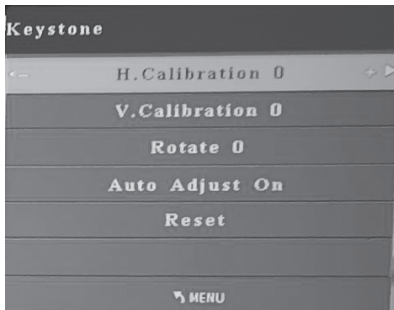 Keystone
H.Calibration 0
V.Calibration 0
Rotate 0
Auto Adjust On
Reset
MENU